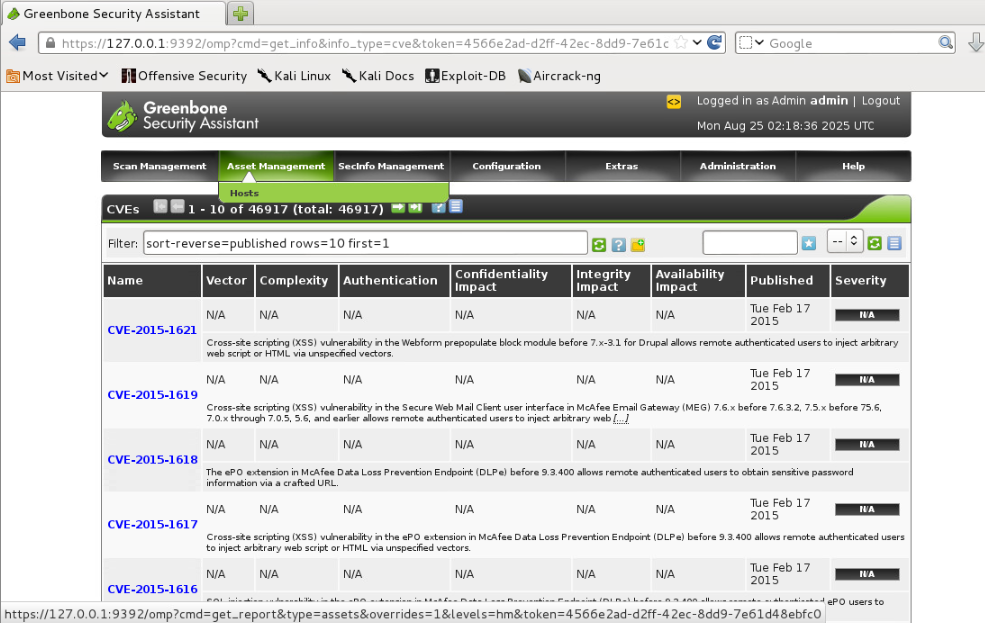 Greenbone Security Assistant
https://127.0.0.1:9392/omp?cmd=get_info&info_type=cve&token=4566e2ad-d2ff-42ec-8dd9-7e61c
Google
Most Visited Offensive Security Kali Linux Kali Docs Exploit-DB Aircrack-ng
Greenbone
Security Assistant
<> Logged in as Admin admin | Logout
Mon Aug 25 02:18:36 2025 UTC
Scan Management Asset Management SecInfo Management Configuration Extras Administration Help
Hosts
CVEs 1 - 10 of 46917 (total: 46917) ?
Filter: sort-reverse=published rows=10 first=1 ? --
Name Vector Complexity Authentication Confidentiality Impact Integrity Impact Availability Impact Published Severity
CVE-2015-1621 N/A N/A N/A N/A N/A N/A Tue Feb 17 2015 N/A
Cross-site scripting (XSS) vulnerability in the Webform prepopulate block module before 7.x-3.1 for Drupal allows remote authenticated users to inject arbitrary
web script or HTML via unspecified vectors.
CVE-2015-1619 N/A N/A N/A N/A N/A N/A Tue Feb 17 2015 N/A
Cross-site scripting (XSS) vulnerability in the Secure Web Mail Client user interface in McAfee Email Gateway (MEG) 7.6.x before 7.6.3.2, 7.5.x before 75.6,
7.0.x through 7.0.5, 5.6, and earlier allows remote authenticated users to inject arbitrary web [...]
CVE-2015-1618 N/A N/A N/A N/A N/A N/A Tue Feb 17 2015 N/A
The ePO extension in McAfee Data Loss Prevention Endpoint (DLPe) before 9.3.400 allows remote authenticated users to obtain sensitive password
information via a crafted URL.
CVE-2015-1617 N/A N/A N/A N/A N/A N/A Tue Feb 17 2015 N/A
Cross-site scripting (XSS) vulnerability in the ePO extension in McAfee Data Loss Prevention Endpoint (DLPe) before 9.3.400 allows remote authenticated users
to inject arbitrary web script or HTML via unspecified vectors.
CVE-2015-1616 N/A N/A N/A N/A N/A N/A Tue Feb 17 2015 N/A
ePO users to
https://127.0.0.1:9392/omp?cmd=get_report&type=assets&overrides=1&levels=hm&token=4566e2ad-d2ff-42ec-8dd9-7e61d48ebfc0